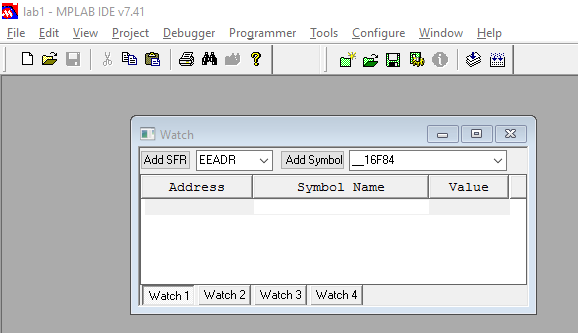 lab1 - MPLAB IDE v7.41
File Edit View Project Debugger Programmer Tools Configure Window Help
Watch
Add SFR EEADR Add Symbol __16F84
Address Symbol Name Value
Watch 1 Watch 2 Watch 3 Watch 4